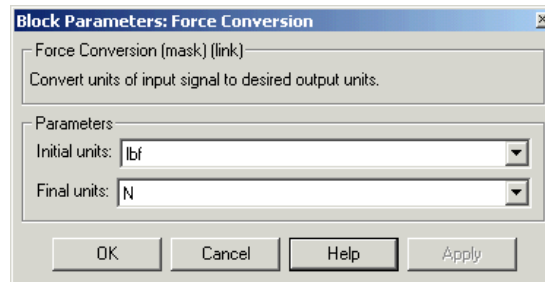 Block Parameters: Force Conversion
Force Conversion (mask) (link)
Convert units of input signal to desired output units.
Parameters
Initial units: lbf
Final units: N
OK Cancel Help Apply